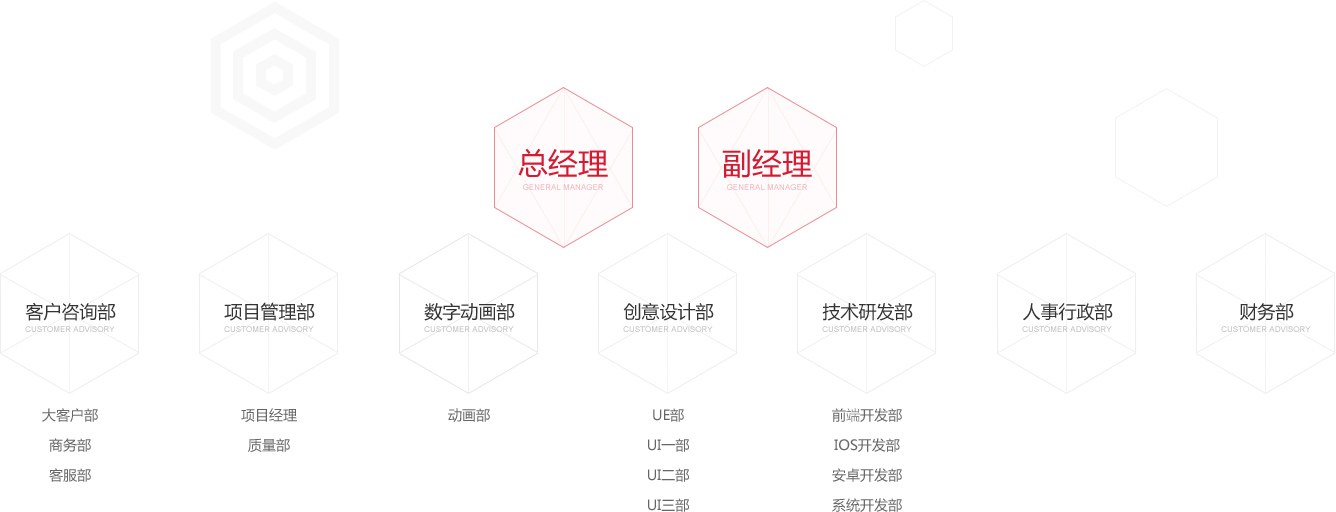 总经理
GENERAL MANAGER
副经理
GENERAL MANAGER
客户咨询部
CUSTOMER ADVISORY
大客户部
商务部
客服部
项目管理部
CUSTOMER ADVISORY
项目经理
质量部
数字动画部
CUSTOMER ADVISORY
动画部
创意设计部
CUSTOMER ADVISORY
UE部
UI一部
UI二部
UI三部
技术研发部
CUSTOMER ADVISORY
前端开发部
IOS开发部
安卓开发部
系统开发部
人事行政部
CUSTOMER ADVISORY
财务部
CUSTOMER ADVISORY